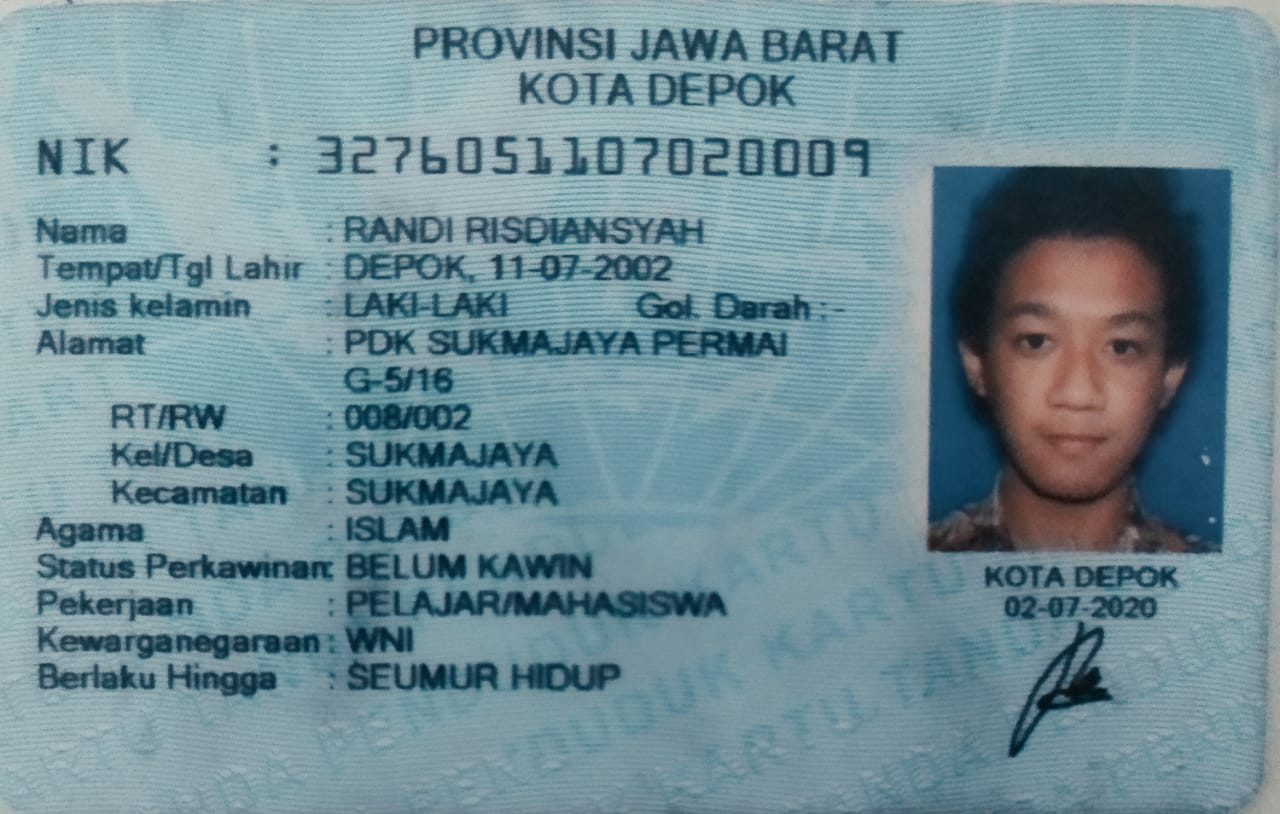 PROVINSI JAWA BARAT
KOTA DEPOK
NIK : 3276051107020009
Nama : RANDI RISDIANSYAH
Tempat/Tgl Lahir : DEPOK, 11-07-2002
Jenis kelamin : LAKI-LAKI Gol. Darah : -
Alamat : PDK SUKMAJAYA PERMAI
G-5/16
RT/RW : 008/002
Kel/Desa : SUKMAJAYA
Kecamatan : SUKMAJAYA
Agama : ISLAM
Status Perkawinan: BELUM KAWIN
Pekerjaan : PELAJAR/MAHASISWA
Kewarganegaraan : WNI
Berlaku Hingga : SEUMUR HIDUP
KOTA DEPOK
02-07-2020